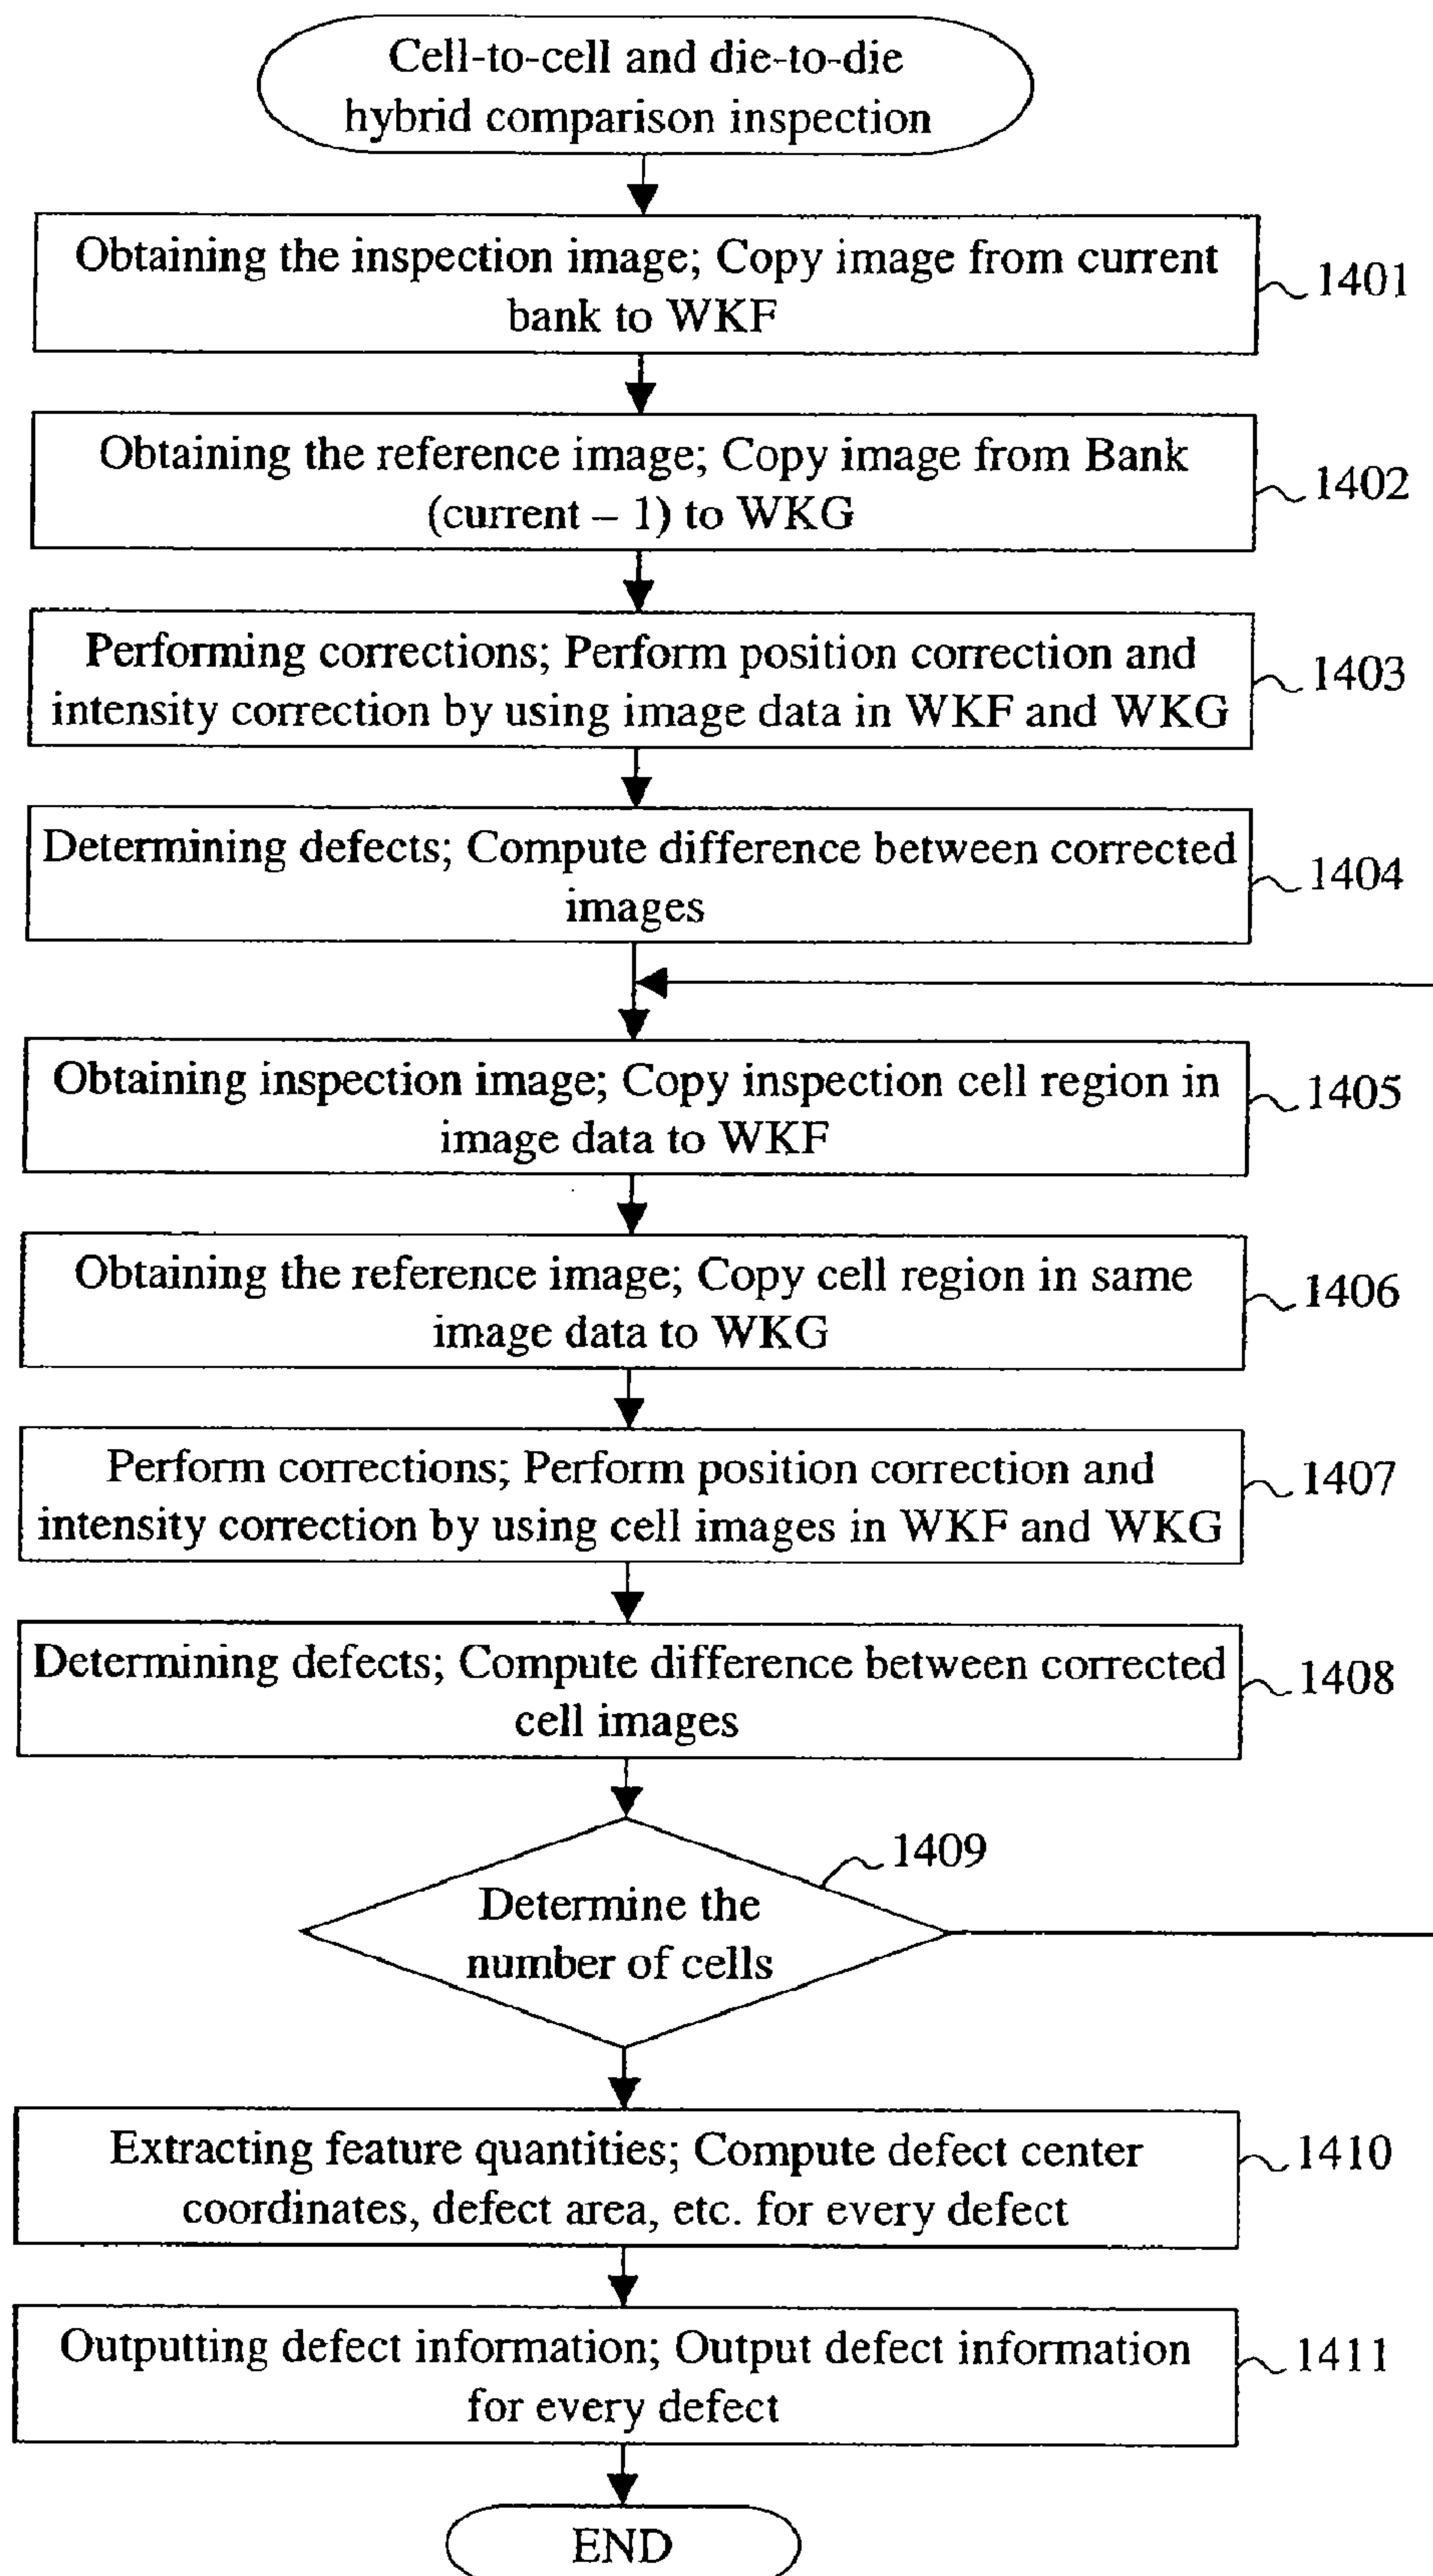 Cell-to-cell and die-to-die
hybrid comparison inspection
Obtaining the inspection image; Copy image from current
bank to WKF
1401
Obtaining the reference image; Copy image from Bank
(current – 1) to WKG
1402
Performing corrections; Perform position correction and
intensity correction by using image data in WKF and WKG
1403
Determining defects; Compute difference between corrected
images
1404
Obtaining inspection image; Copy inspection cell region in
image data to WKF
1405
Obtaining the reference image; Copy cell region in same
image data to WKG
1406
Perform corrections; Perform position correction and
intensity correction by using cell images in WKF and WKG
1407
Determining defects; Compute difference between corrected
cell images
1408
1409
Determine the
number of cells
Extracting feature quantities; Compute defect center
coordinates, defect area, etc. for every defect
1410
Outputting defect information; Output defect information
for every defect
1411
END